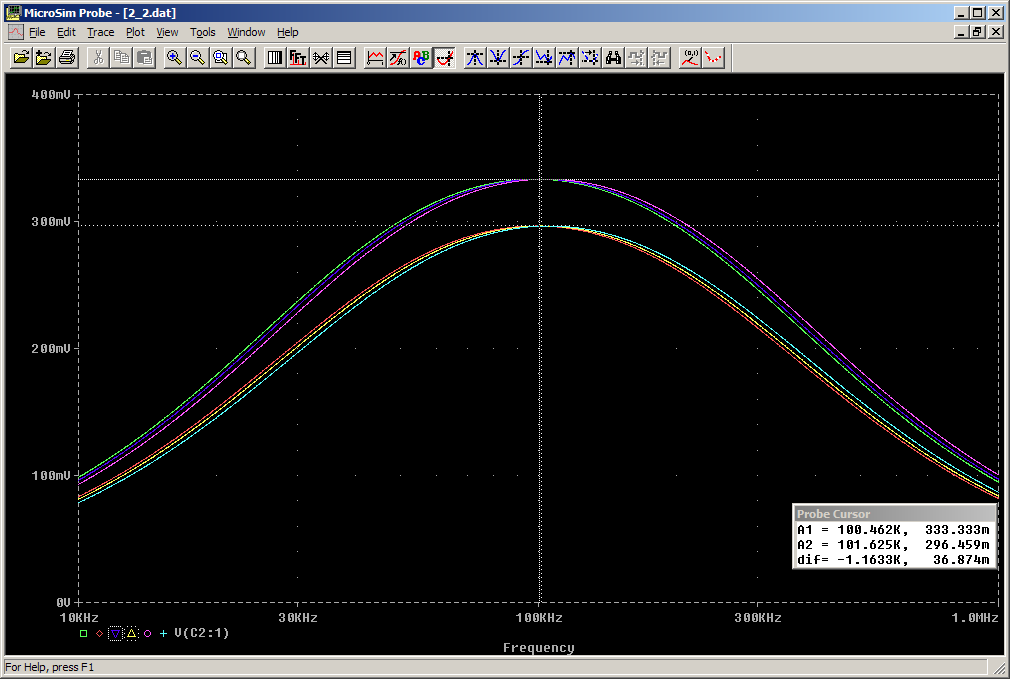 MicroSim Probe - [2_2.dat]
File Edit Trace Plot View Tools Window Help
400mV
300mV
200mV
100mV
0V
10KHz 30KHz 100KHz 300KHz 1.0MHz
V(C2:1)
Frequency
Probe Cursor
A1 = 100.462K, 333.333m
A2 = 101.625K, 296.459m
dif= -1.1633K, 36.874m
For Help, press F1